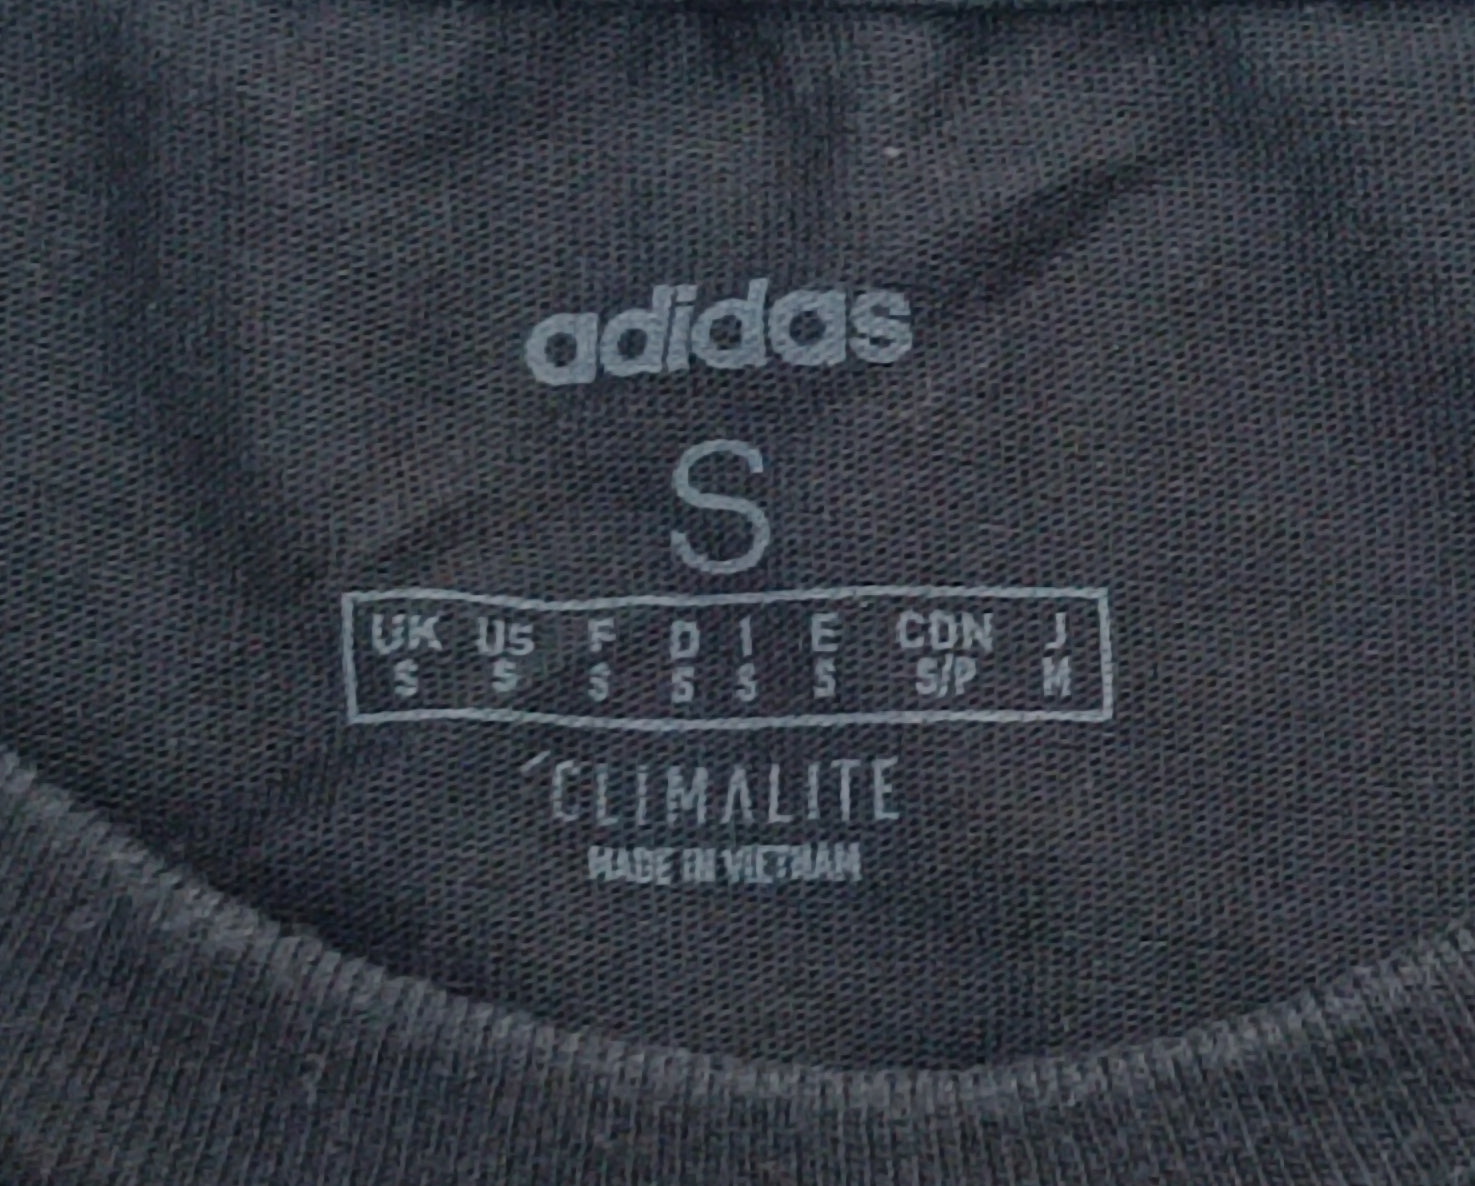 adidas
S
UK US F D I E CDN J
S S S S S S S/P M
CLIMALITE
MADE IN VIETNAM